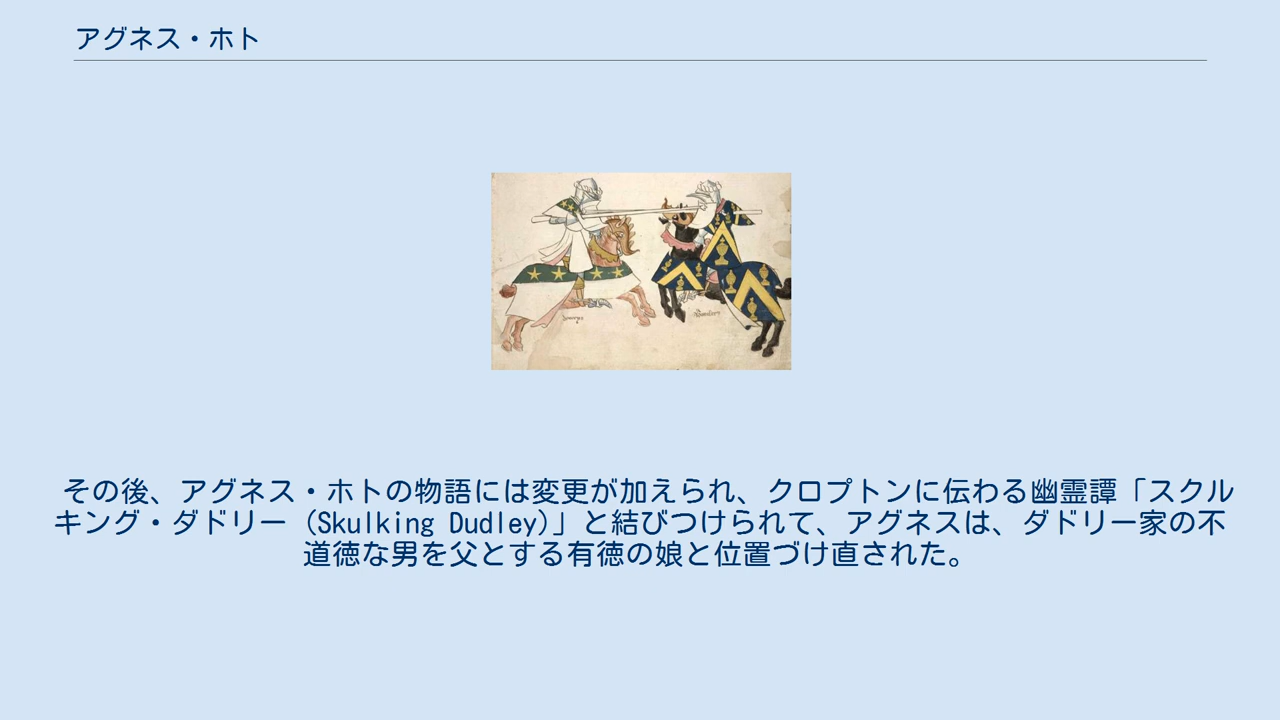 アグネス・ホト
その後、アグネス・ホトの物語には変更が加えられ、クロプトンに伝わる幽霊譚「スクル
キング・ダドリー (Skulking Dudley)」と結びつけられて、アグネスは、ダドリー家の不
道徳な男を父とする有徳の娘と位置づけ直された。